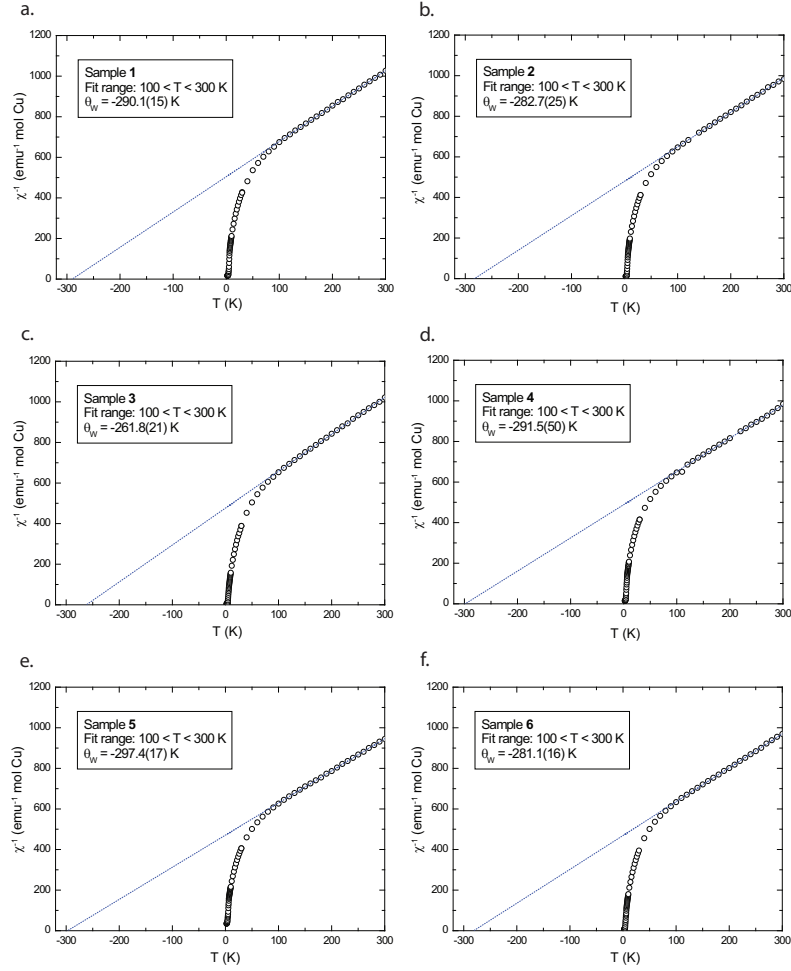 a.
1200
1000
800
600
400
200
0
χ⁻¹ (emu⁻¹ mol Cu)
Sample 1
Fit range: 100 < T < 300 K
θ_W = -290.1(15) K
-300 -200 -100 0 100 200 300
T (K)
b.
1200
1000
800
600
400
200
0
χ⁻¹ (emu⁻¹ mol Cu)
Sample 2
Fit range: 100 < T < 300 K
θ_W = -282.7(25) K
-300 -200 -100 0 100 200 300
T (K)
c.
1200
1000
800
600
400
200
0
χ⁻¹ (emu⁻¹ mol Cu)
Sample 3
Fit range: 100 < T < 300 K
θ_W = -261.8(21) K
-300 -200 -100 0 100 200 300
T (K)
d.
1200
1000
800
600
400
200
0
χ⁻¹ (emu⁻¹ mol Cu)
Sample 4
Fit range: 100 < T < 300 K
θ_W = -291.5(50) K
-300 -200 -100 0 100 200 300
T (K)
e.
1200
1000
800
600
400
200
0
χ⁻¹ (emu⁻¹ mol Cu)
Sample 5
Fit range: 100 < T < 300 K
θ_W = -297.4(17) K
-300 -200 -100 0 100 200 300
T (K)
f.
1200
1000
800
600
400
200
0
χ⁻¹ (emu⁻¹ mol Cu)
Sample 6
Fit range: 100 < T < 300 K
θ_W = -281.1(16) K
-300 -200 -100 0 100 200 300
T (K)